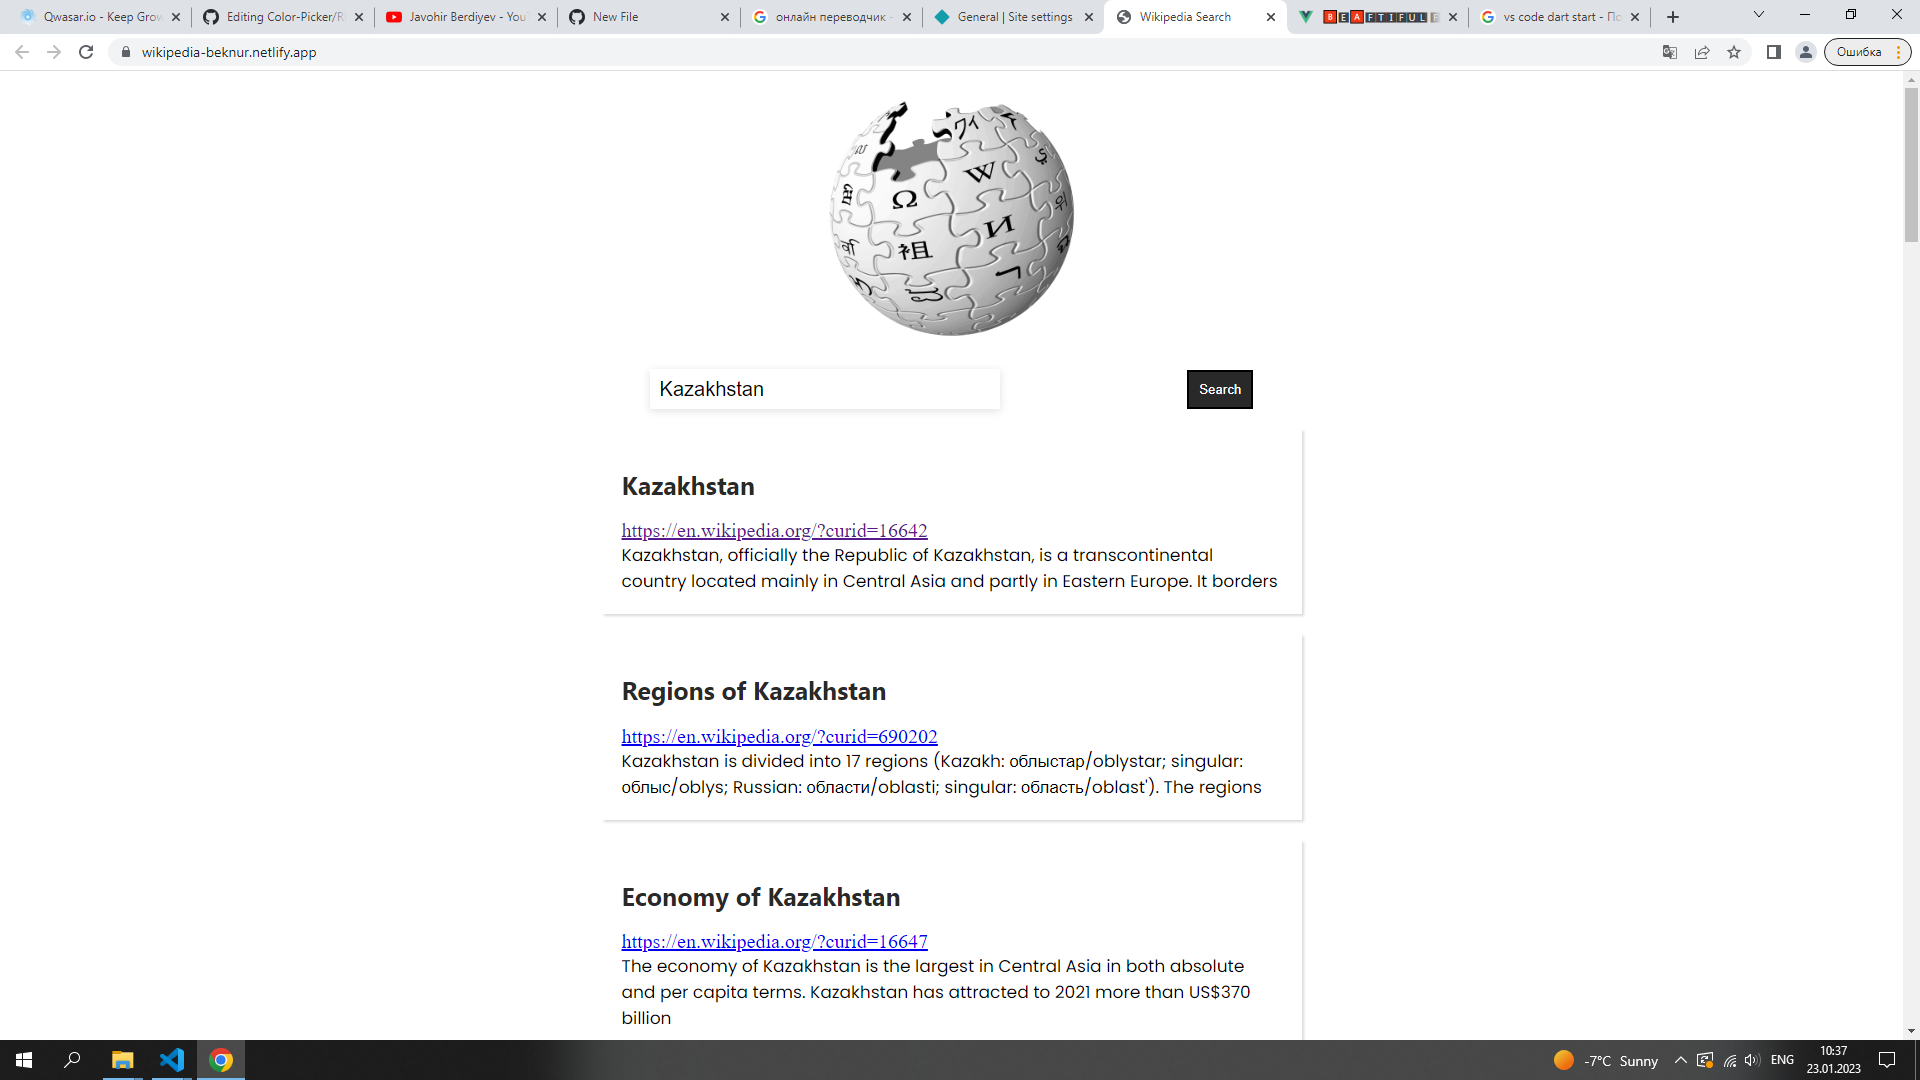 Qwasar.io - Keep Grow
Editing Color-Picker/R
Javohir Berdiyev - You
New File
онлайн переводчик -
General | Site settings
Wikipedia Search
BEAFTIFUL
vs code dart start - По
wikipedia-beknur.netlify.app
Ошибка
Ω
W
И
祖
ワィ
위
Kazakhstan
Search
Kazakhstan
https://en.wikipedia.org/?curid=16642
Kazakhstan, officially the Republic of Kazakhstan, is a transcontinental
country located mainly in Central Asia and partly in Eastern Europe. It borders
Regions of Kazakhstan
https://en.wikipedia.org/?curid=690202
Kazakhstan is divided into 17 regions (Kazakh: облыстар/oblystar; singular:
облыс/oblys; Russian: области/oblasti; singular: область/oblast'). The regions
Economy of Kazakhstan
https://en.wikipedia.org/?curid=16647
The economy of Kazakhstan is the largest in Central Asia in both absolute
and per capita terms. Kazakhstan has attracted to 2021 more than US$370
billion
-7°C Sunny
ENG
10:37
23.01.2023